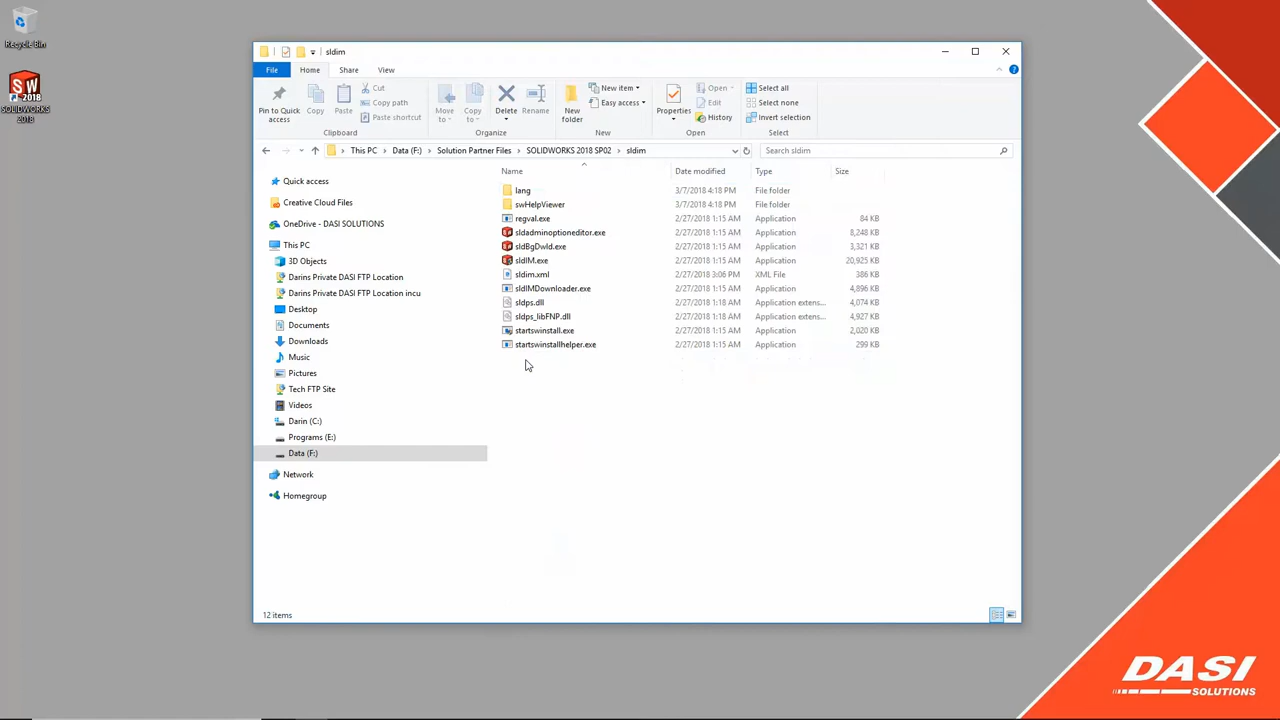 Recycle Bin
SW
2018
SOLIDWORKS
2018
sldim
File Home Share View
Pin to Quick
access
Copy
Paste
Cut
Copy path
Paste shortcut
Clipboard
Move
to
Copy
to
Delete
Rename
Organize
New
folder
New item
Easy access
New
Properties
Open
Edit
History
Open
Select all
Select none
Invert selection
Select
This PC > Data (F:) > Solution Partner Files > SOLIDWORKS 2018 SP02 > sldim
Search sldim
Quick access
Creative Cloud Files
OneDrive - DASI SOLUTIONS
This PC
3D Objects
Darins Private DASI FTP Location
Darins Private DASI FTP Location incu
Desktop
Documents
Downloads
Music
Pictures
Tech FTP Site
Videos
Darin (C:)
Programs (E:)
Data (F:)
Network
Homegroup
Name Date modified Type Size
lang 3/7/2018 4:18 PM File folder
swHelpViewer 3/7/2018 4:18 PM File folder
regval.exe 2/27/2018 1:15 AM Application 84 KB
sldadminoptioneditor.exe 2/27/2018 1:15 AM Application 8,248 KB
sldBgDwld.exe 2/27/2018 1:15 AM Application 3,321 KB
sldIM.exe 2/27/2018 1:15 AM Application 20,925 KB
sldim.xml 2/27/2018 3:06 PM XML File 386 KB
sldIMDownloader.exe 2/27/2018 1:15 AM Application 4,896 KB
sldps.dll 2/27/2018 1:18 AM Application extens... 4,074 KB
sldps_libFNP.dll 2/27/2018 1:18 AM Application extens... 4,927 KB
startswinstall.exe 2/27/2018 1:15 AM Application 2,020 KB
startswinstallhelper.exe 2/27/2018 1:15 AM Application 299 KB
12 items
DASI
SOLUTIONS